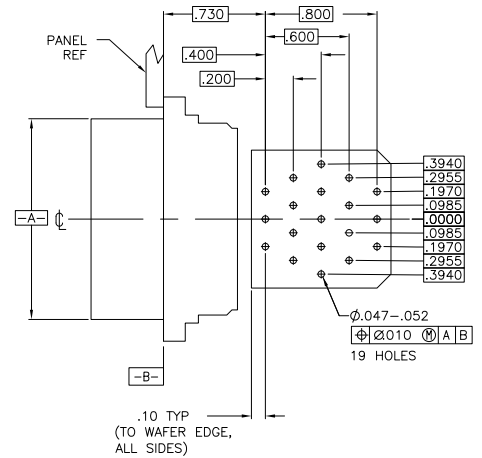 .730
.800
PANEL
REF
.600
.400
.200
.3940
.2955
.1970
.0985
-A-
℄
.0000
.0985
.1970
.2955
.3940
Ø.047-.052
⌖ Ø.010 Ⓜ A B
19 HOLES
-B-
.10 TYP
(TO WAFER EDGE,
ALL SIDES)